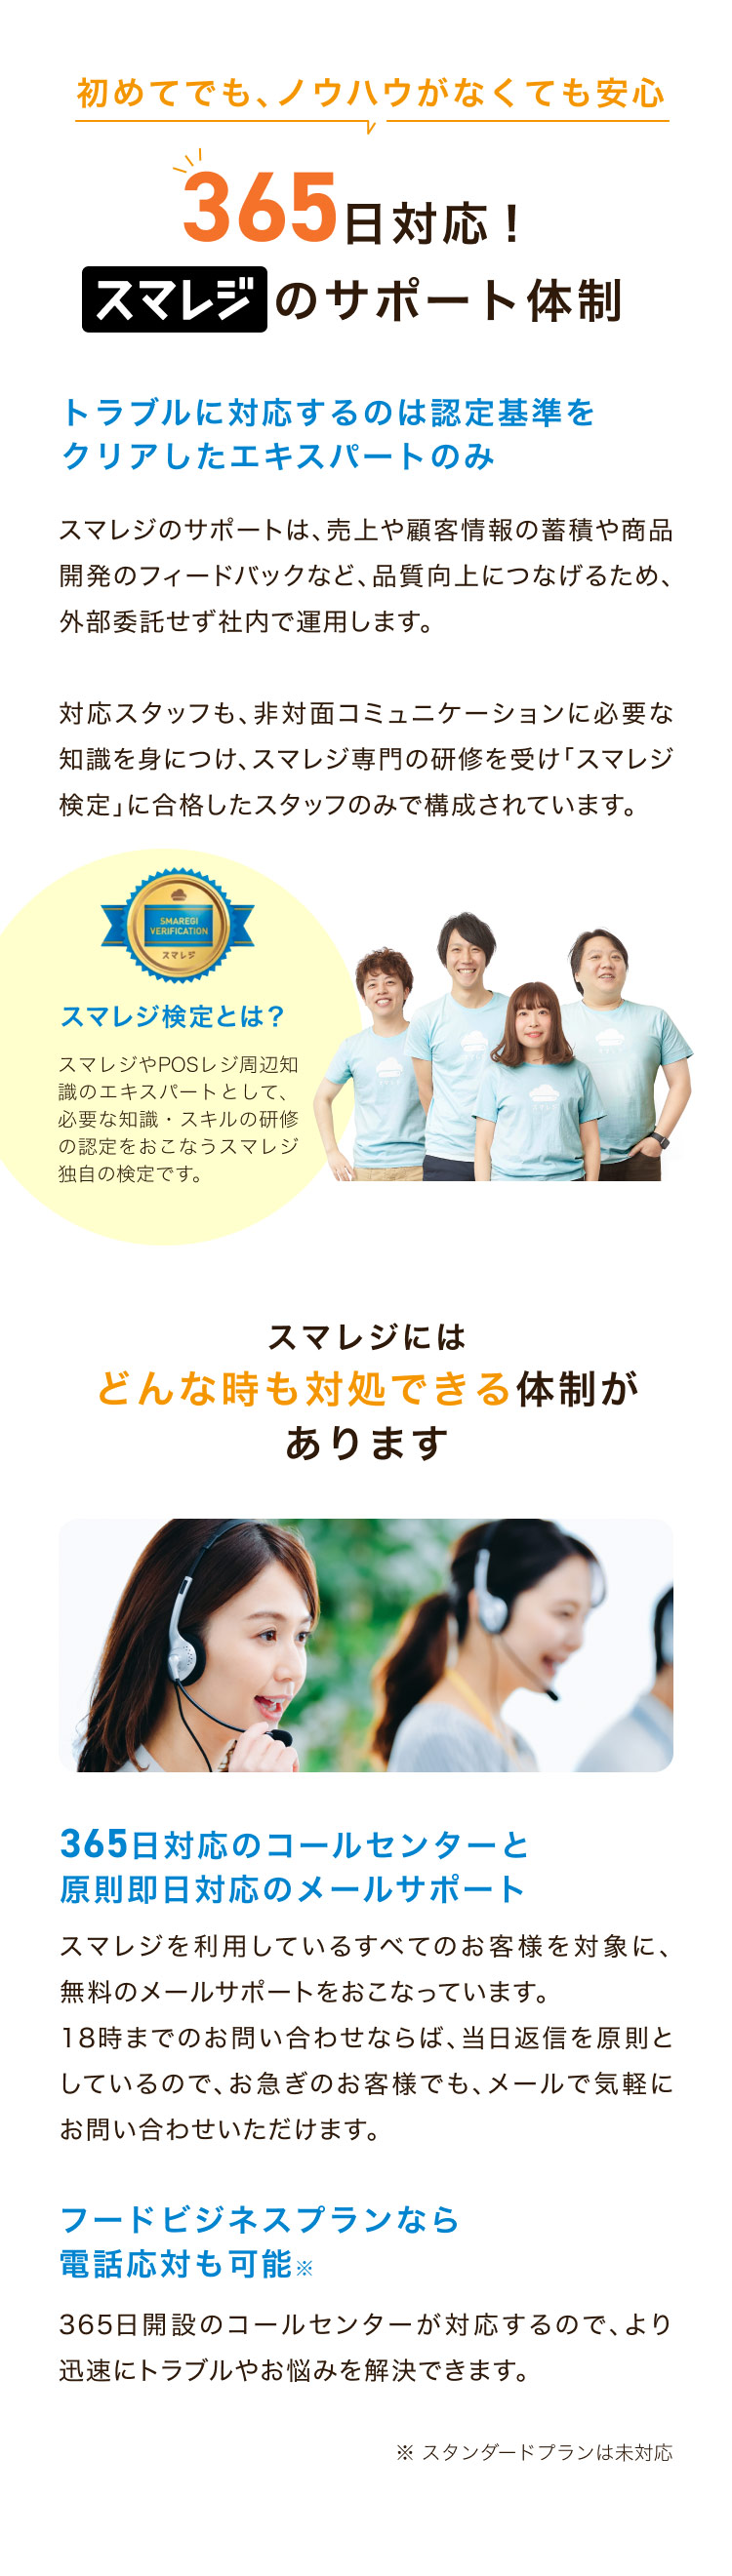 初めてでも、ノウハウがなくても安心
365日対応！
スマレジのサポート体制
トラブルに対応するのは認定基準を
クリアしたエキスパートのみ
スマレジのサポートは、売上や顧客情報の蓄積や商品
開発のフィードバックなど、品質向上につなげるため、
外部委託せず社内で運用します。
対応スタッフも、非対面コミュニケーションに必要な
知識を身につけ、スマレジ専門の研修を受け「スマレジ
検定」に合格したスタッフのみで構成されています。
SMAREGI
VERIFICATION
スマレジ
スマレジ検定とは？
スマレジやPOSレジ周辺知
識のエキスパートとして、
必要な知識・スキルの研修
の認定をおこなうスマレジ
独自の検定です。
スマレジには
どんな時も対処できる体制が
あります
365日対応のコールセンターと
原則即日対応のメールサポート
スマレジを利用しているすべてのお客様を対象に、
無料のメールサポートをおこなっています。
18時までのお問い合わせならば、当日返信を原則と
しているので、お急ぎのお客様でも、メールで気軽に
お問い合わせいただけます。
フードビジネスプランなら
電話応対も可能※
365日開設のコールセンターが対応するので、より
迅速にトラブルやお悩みを解決できます。
※ スタンダードプランは未対応